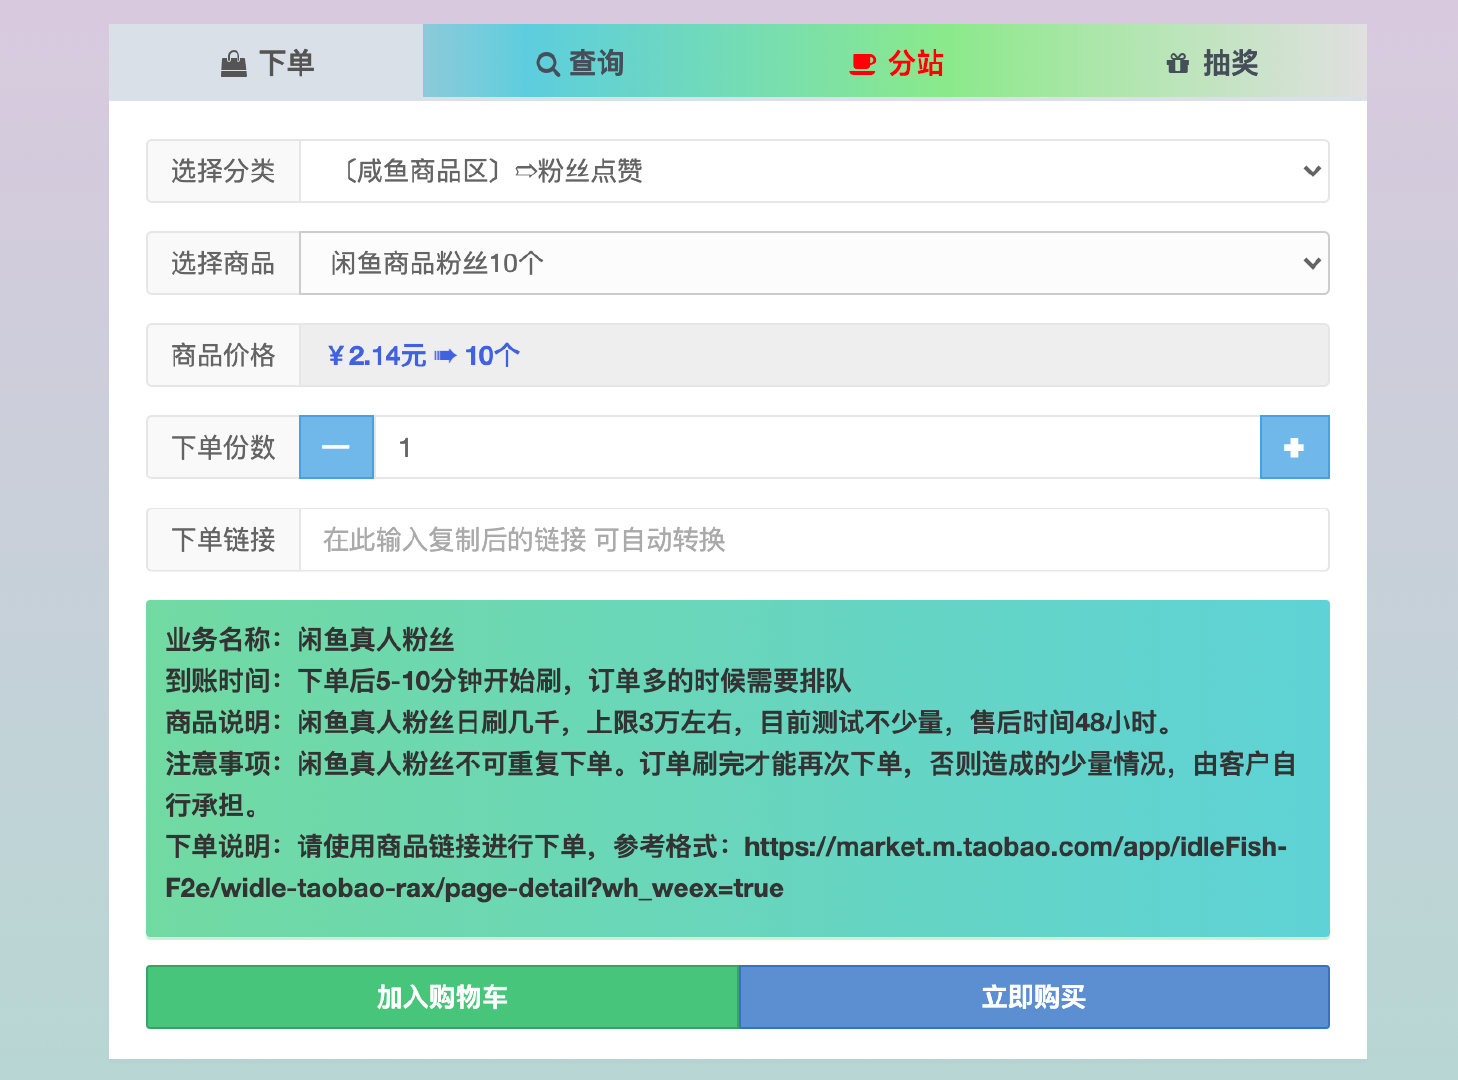 下单
查询
分站
抽奖
选择分类
〔咸鱼商品区〕⇨粉丝点赞
选择商品
闲鱼商品粉丝10个
商品价格
¥ 2.14元 ➠ 10个
下单份数
1
下单链接
在此输入复制后的链接 可自动转换
业务名称：闲鱼真人粉丝
到账时间：下单后5-10分钟开始刷，订单多的时候需要排队
商品说明：闲鱼真人粉丝日刷几千，上限3万左右，目前测试不少量，售后时间48小时。
注意事项：闲鱼真人粉丝不可重复下单。订单刷完才能再次下单，否则造成的少量情况，由客户自
行承担。
下单说明：请使用商品链接进行下单，参考格式：https://market.m.taobao.com/app/idleFish-
F2e/widle-taobao-rax/page-detail?wh_weex=true
加入购物车
立即购买